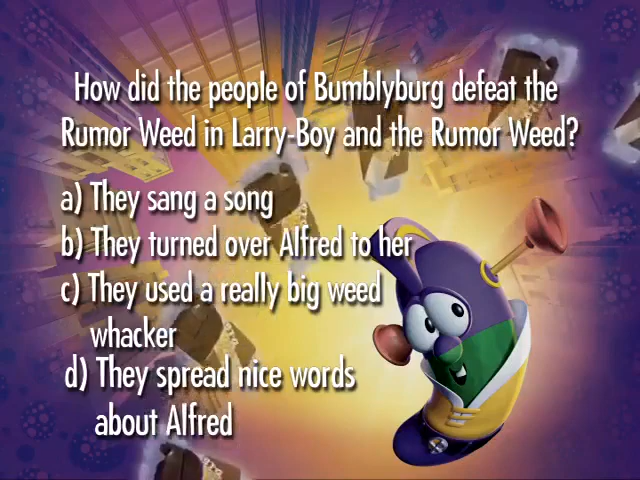 How did the people of Bumblyburg defeat the
Rumor Weed in Larry-Boy and the Rumor Weed?
a) They sang a song
b) They turned over Alfred to her
c) They used a really big weed
whacker
d) They spread nice words
about Alfred